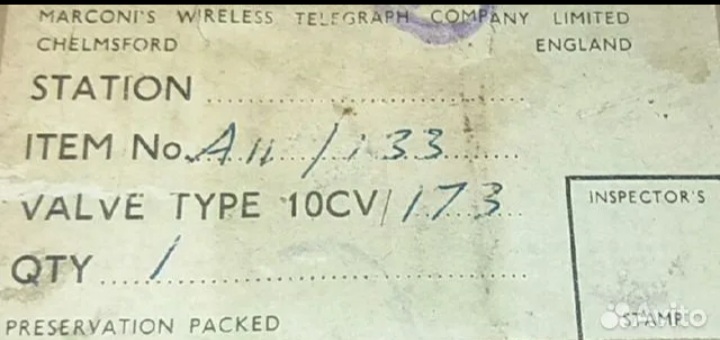 MARCONI'S WIRELESS TELEGRAPH COMPANY LIMITED
CHELMSFORD ENGLAND
STATION
ITEM No. A11/133
VALVE TYPE 10CV/173
QTY 1
INSPECTOR'S
STAMP
PRESERVATION PACKED
Avito